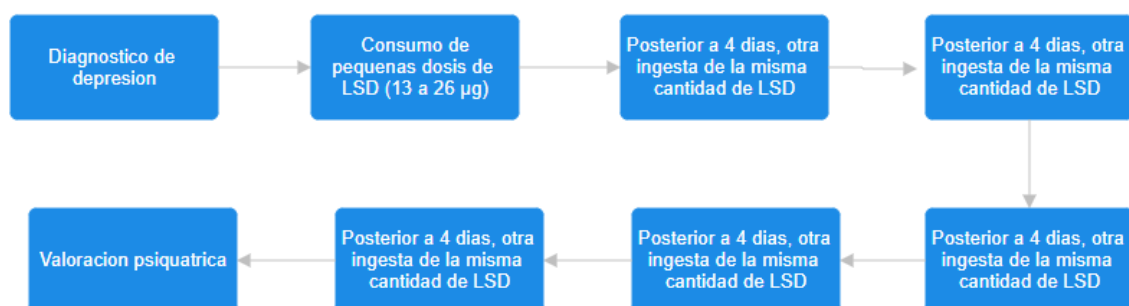 Diagnostico de
depresion
Consumo de
pequenas dosis de
LSD (13 a 26 µg)
Posterior a 4 dias, otra
ingesta de la misma
cantidad de LSD
Posterior a 4 dias, otra
ingesta de la misma
cantidad de LSD
Posterior a 4 dias, otra
ingesta de la misma
cantidad de LSD
Posterior a 4 dias, otra
ingesta de la misma
cantidad de LSD
Posterior a 4 dias, otra
ingesta de la misma
cantidad de LSD
Valoracion psiquatrica